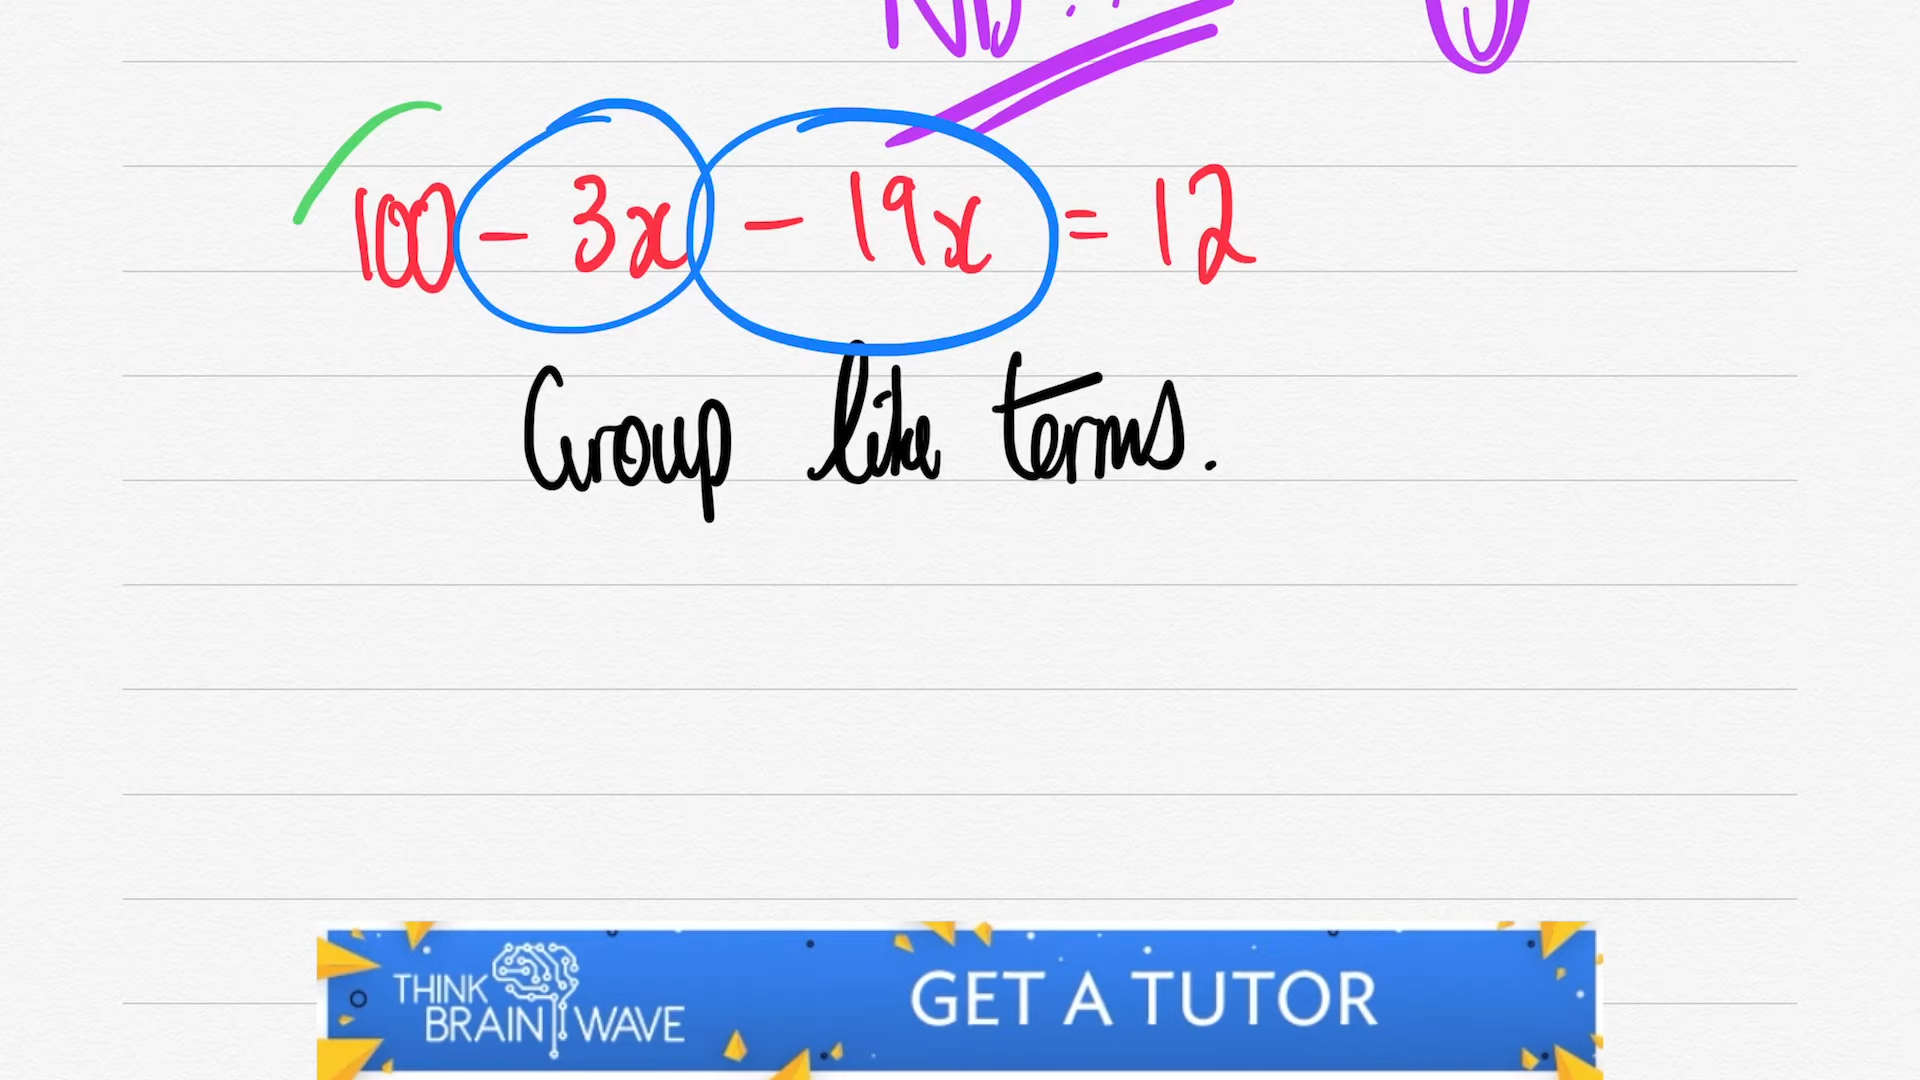 100 - 3x - 19x = 12
Group like terms.
THINK
BRAIN WAVE
GET A TUTOR